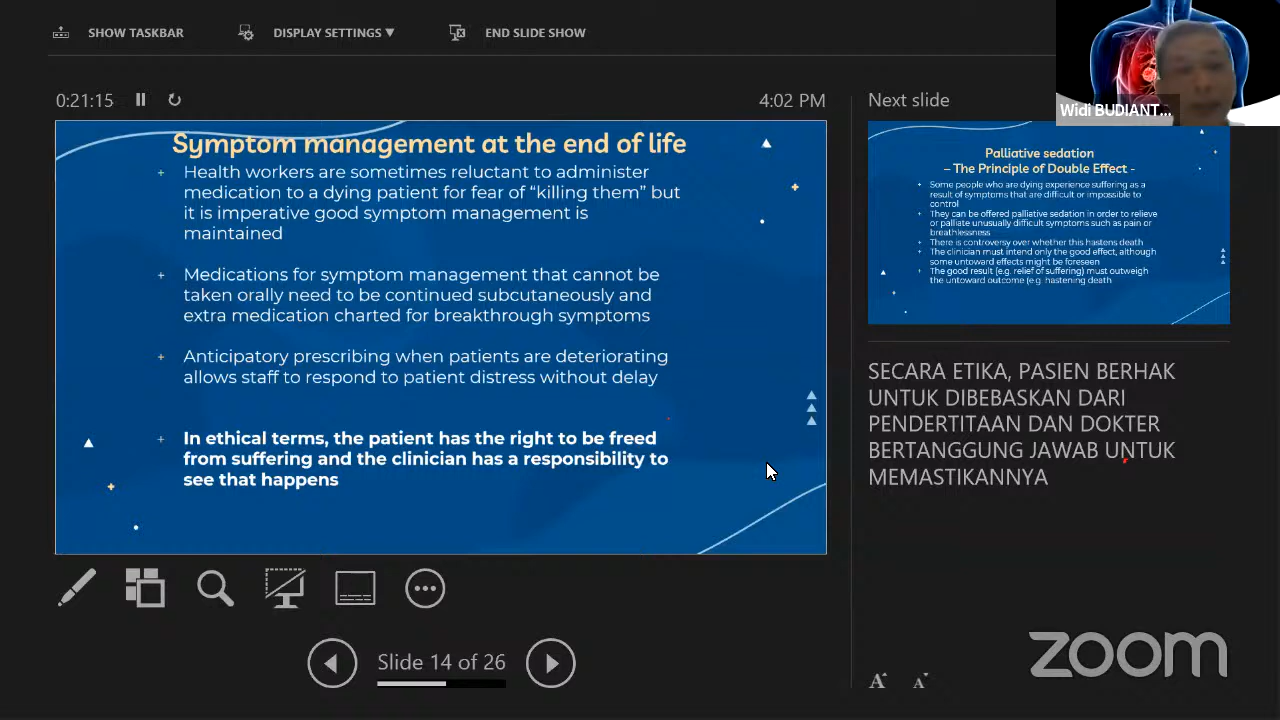 SHOW TASKBAR
DISPLAY SETTINGS ▼
END SLIDE SHOW
Widi BUDIANT...
0:21:15
4:02 PM
Symptom management at the end of life
+ Health workers are sometimes reluctant to administer
medication to a dying patient for fear of “killing them” but
it is imperative good symptom management is
maintained
+ Medications for symptom management that cannot be
taken orally need to be continued subcutaneously and
extra medication charted for breakthrough symptoms
+ Anticipatory prescribing when patients are deteriorating
allows staff to respond to patient distress without delay
+ In ethical terms, the patient has the right to be freed
from suffering and the clinician has a responsibility to
see that happens
Slide 14 of 26
Next slide
Palliative sedation
– The Principle of Double Effect -
+ Some people who are dying experience suffering as a
result of symptoms that are difficult or impossible to
control
+ They can be offered palliative sedation in order to relieve
or palliate unusually difficult symptoms such as pain or
breathlessness
+ There is controversy over whether this hastens death
+ The clinician must intend only the good effect, although
some untoward effects might be foreseen
+ The good result (e.g. relief of suffering) must outweigh
the untoward outcome (e.g. hastening death
SECARA ETIKA, PASIEN BERHAK
UNTUK DIBEBASKAN DARI
PENDERTITAAN DAN DOKTER
BERTANGGUNG JAWAB UNTUK
MEMASTIKANNYA
A A
zoom